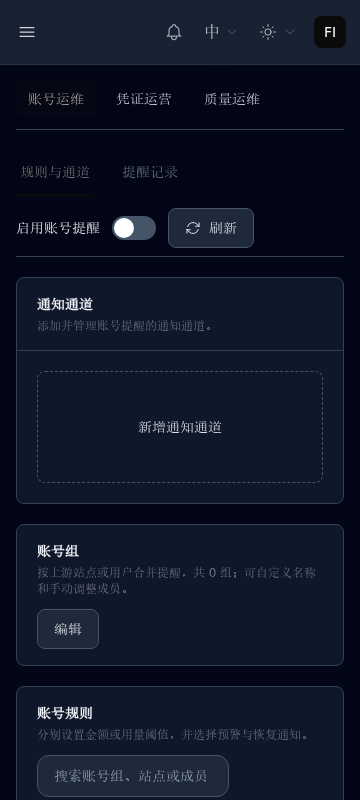 中
FI
账号运维 凭证运营 质量运维
规则与通道 提醒记录
启用账号提醒 刷新
通知通道
添加并管理账号提醒的通知通道。
新增通知通道
账号组
按上游站点或用户合并提醒，共 0 组；可自定义名称
和手动调整成员。
编辑
账号规则
分别设置金额或用量阈值，并选择预警与恢复通知。
搜索账号组、站点或成员